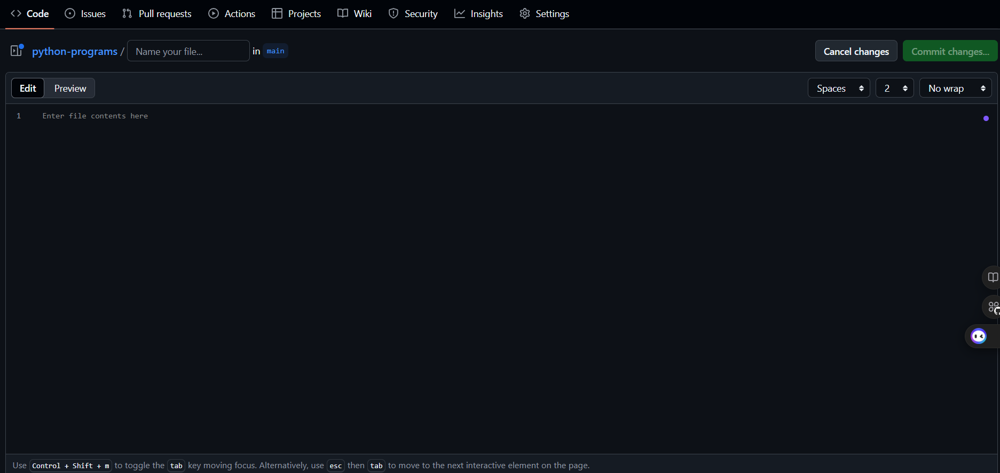 Code Issues Pull requests Actions Projects Wiki Security Insights Settings
python-programs / Name your file... in main Cancel changes Commit changes...
Edit Preview Spaces 2 No wrap
1 Enter file contents here
Use Control + Shift + m to toggle the tab key moving focus. Alternatively, use esc then tab to move to the next interactive element on the page.